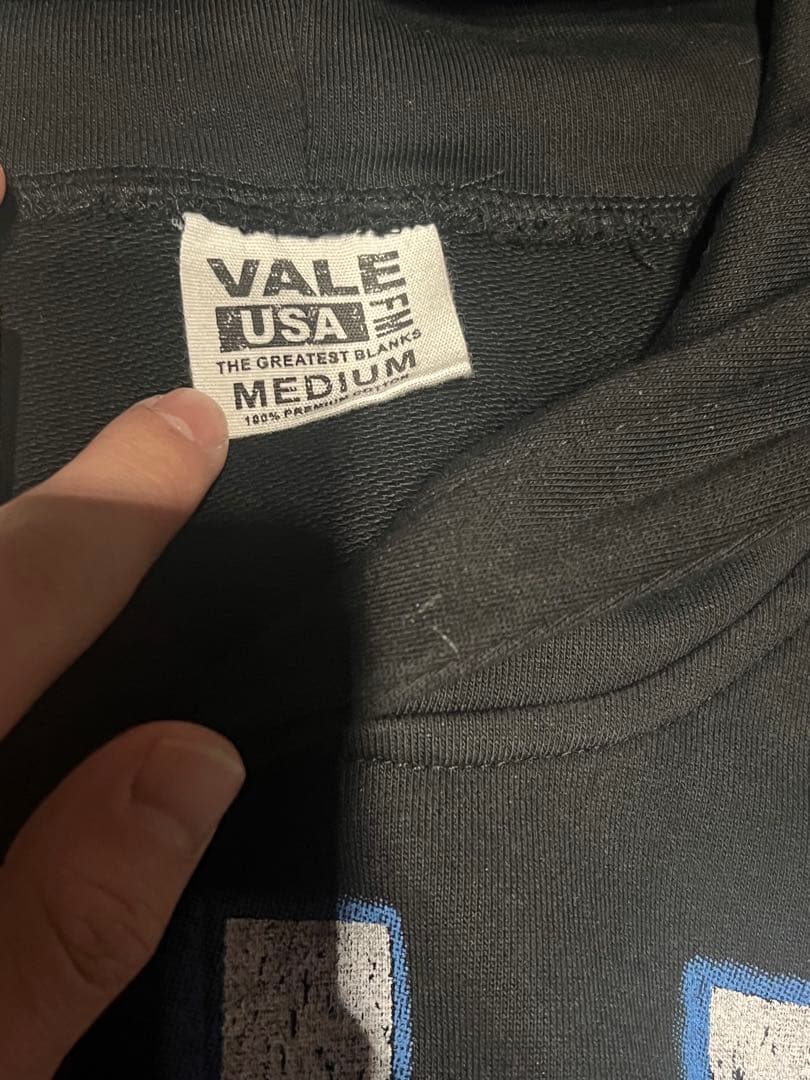 VALE
USA
THE GREATEST BLANKS
MEDIUM
100% PREMIUM COTTON